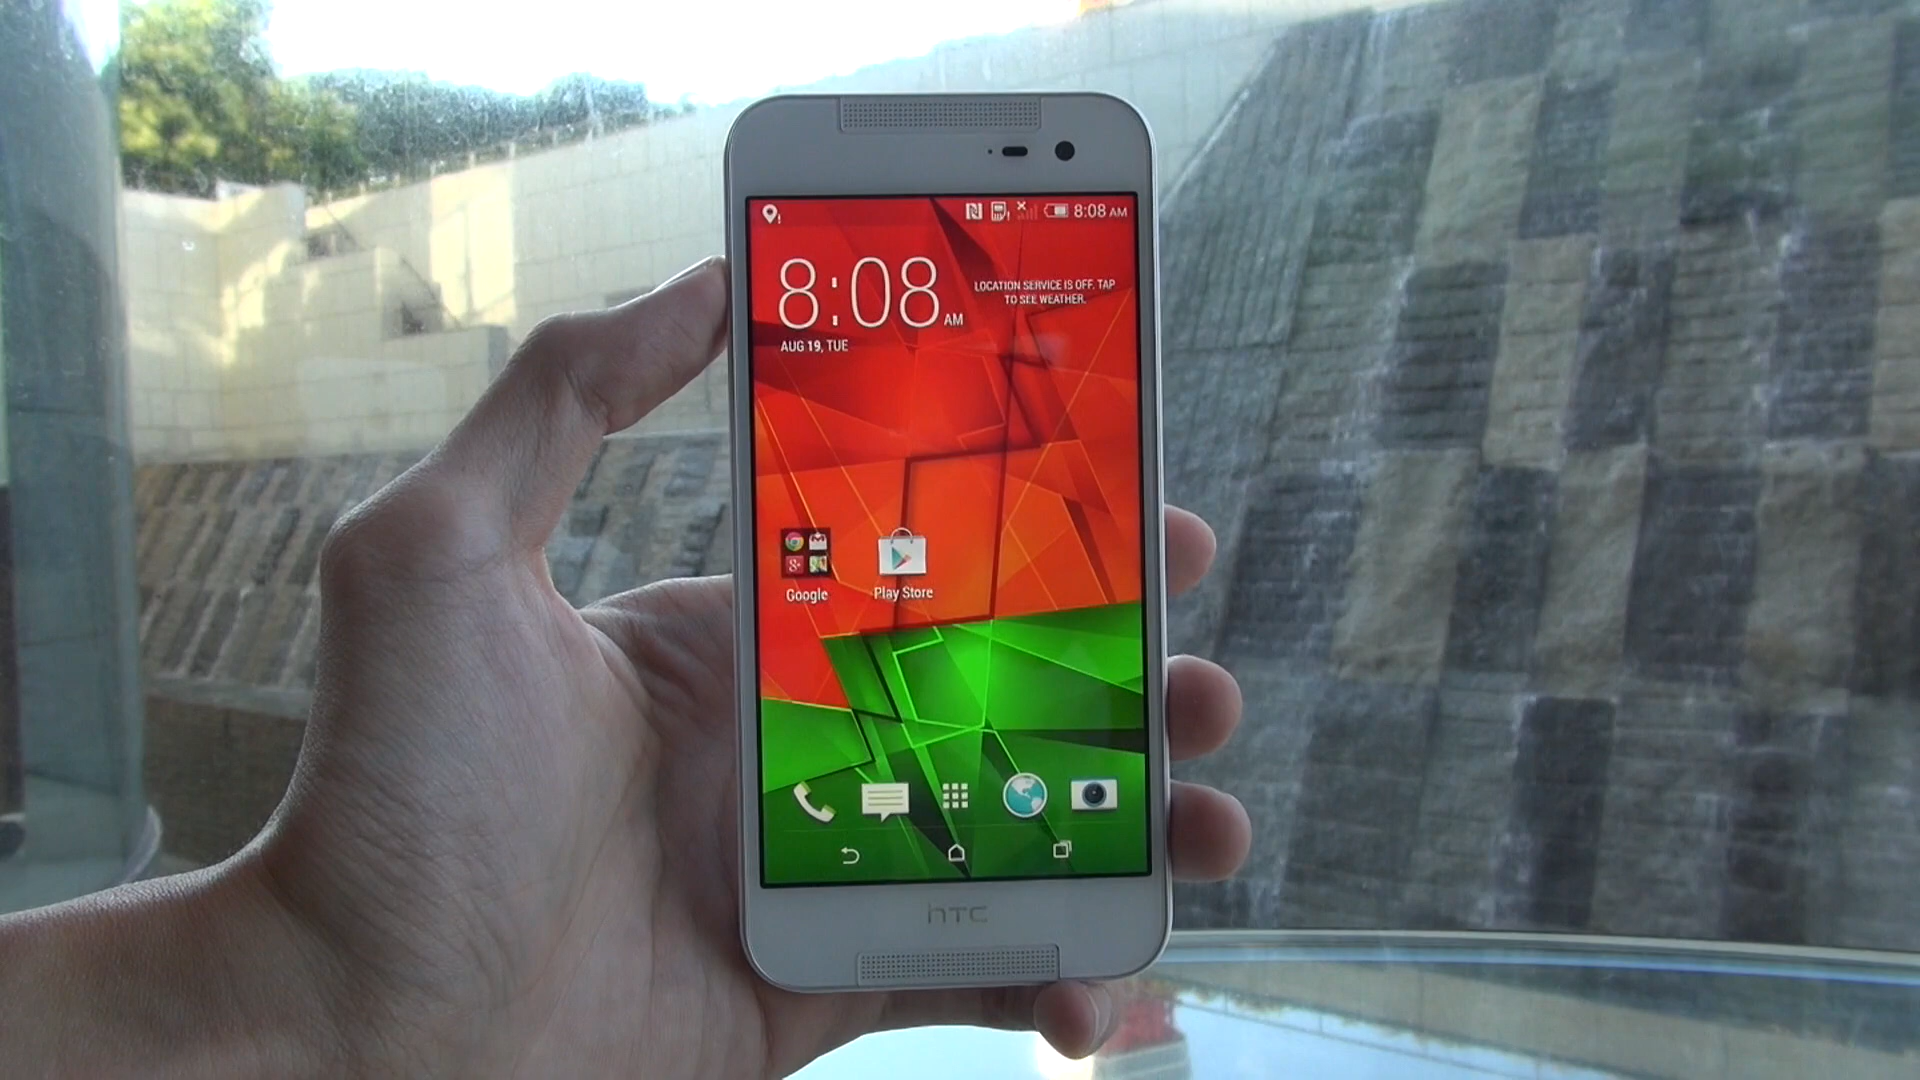 8:08 AM
8:08 AM
LOCATION SERVICE IS OFF. TAP
TO SEE WEATHER.
AUG 19, TUE
Google
Play Store
hTC